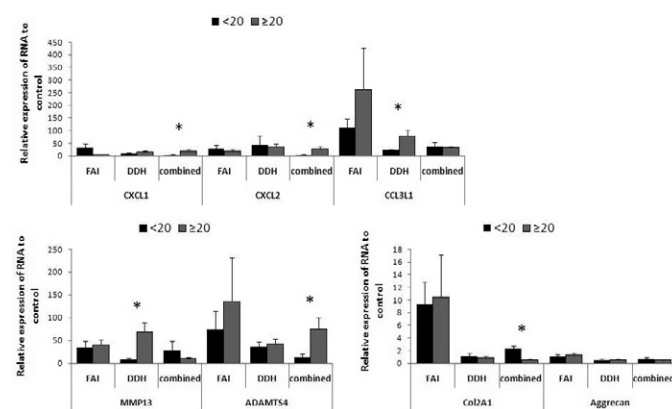 <20 ≥20
Relative expression of RNA to
control
450
400
350
300
250
200
150
100
50
0
* * *
FAI DDH combined FAI DDH combined FAI DDH combined
CXCL1 CXCL2 CCL3L1
<20 ≥20
Relative expression of RNA to
control
250
200
150
100
50
0
* *
FAI DDH combined FAI DDH combined
MMP13 ADAMTS4
<20 ≥20
Relative expression of RNA to
control
18
16
14
12
10
8
6
4
2
0
*
FAI DDH combined FAI DDH combined
Col2A1 Aggrecan